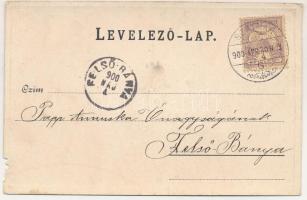 LEVELEZŐ-LAP.
FELSŐ-BÁNYA
900
Czím
Papp Annuska Önagyságának
Felső-Bánya